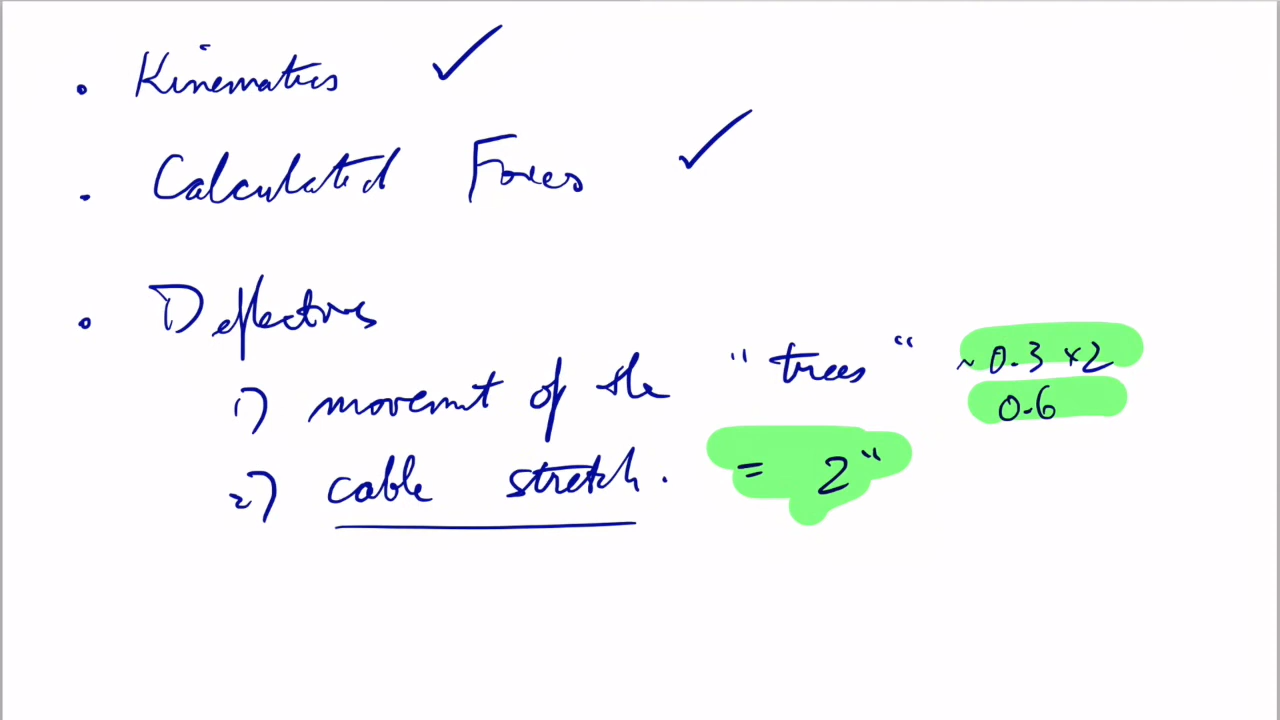 • Kinematics ✓
• Calculated Forces ✓
• Deflections
1) movement of the "trees" ~0.3 × 2
0.6
2) cable stretch. = 2"